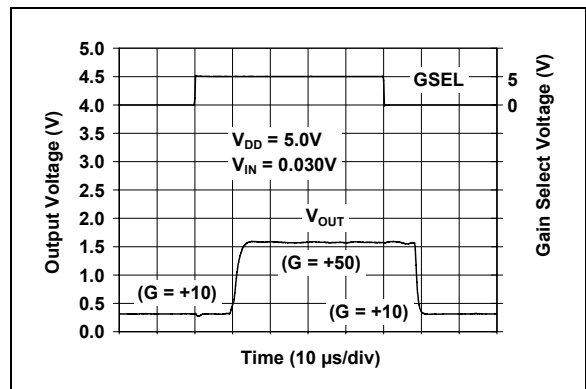 5.0
4.5
4.0
3.5
3.0
2.5
2.0
1.5
1.0
0.5
0.0
Output Voltage (V)
GSEL
5
0
Gain Select Voltage (V)
V_DD = 5.0V
V_IN = 0.030V
V_OUT
(G = +50)
(G = +10)
(G = +10)
Time (10 µs/div)